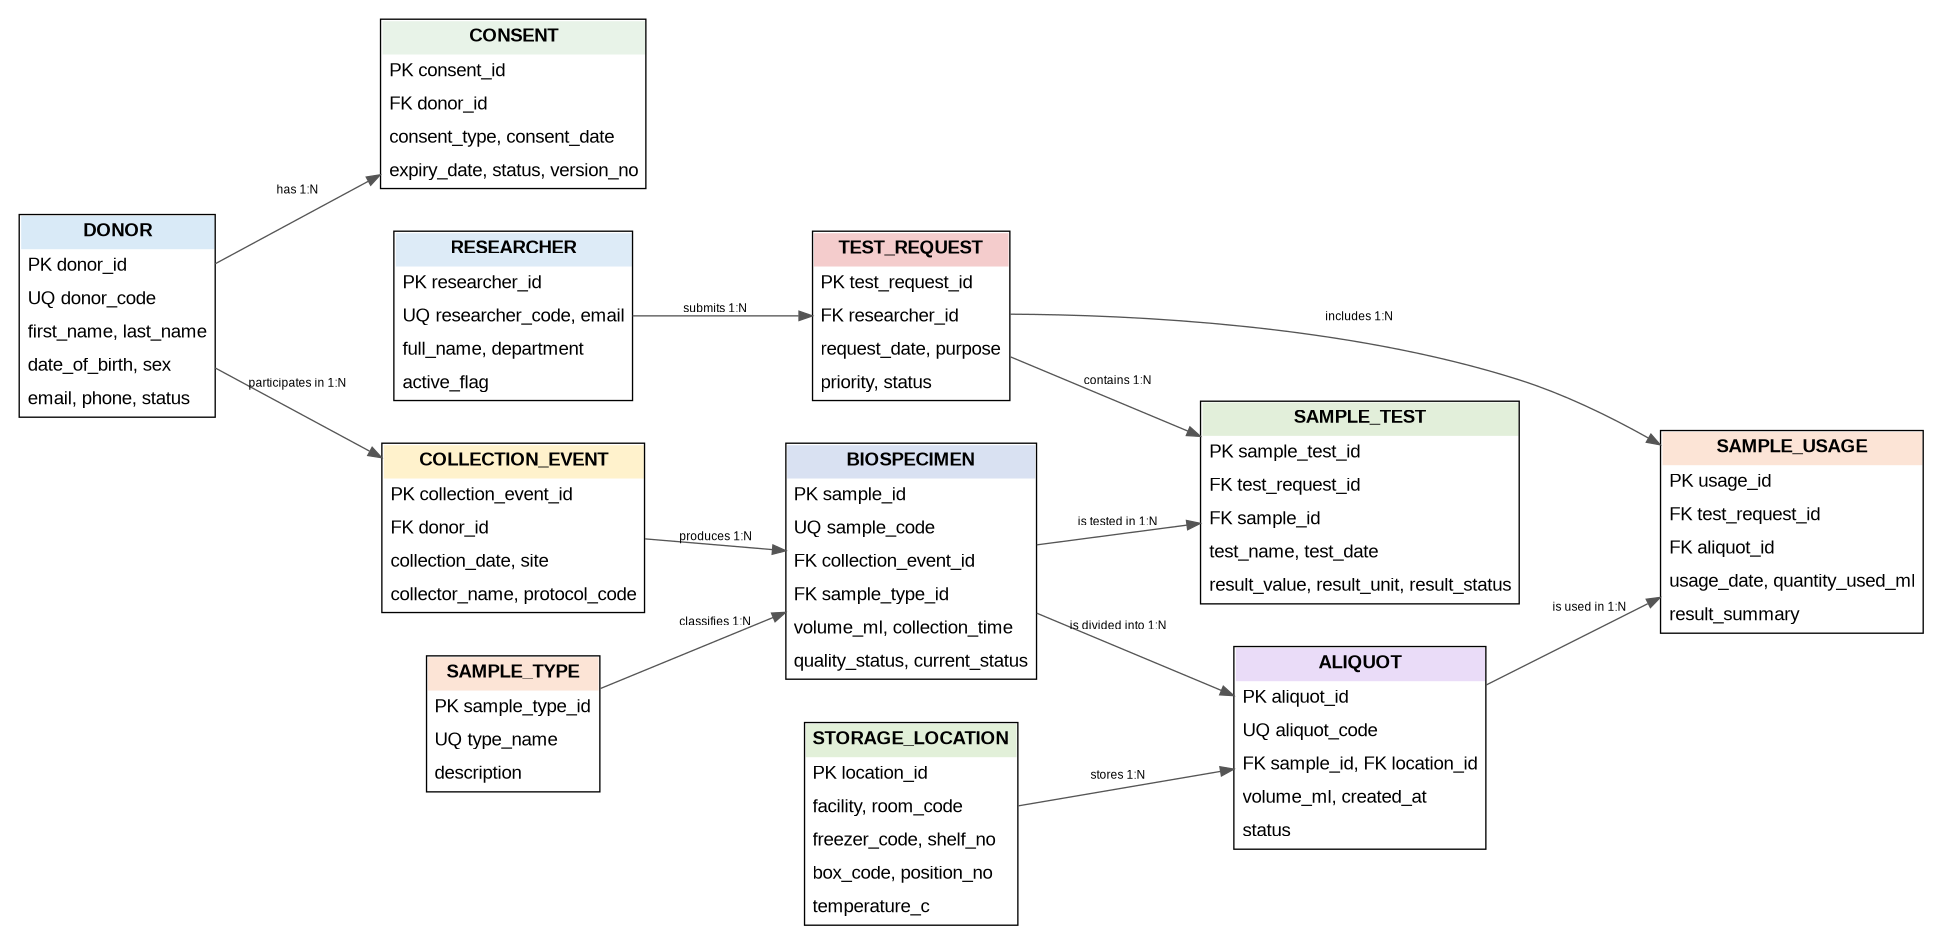 CONSENT
PK consent_id
FK donor_id
consent_type, consent_date
expiry_date, status, version_no
has 1:N
DONOR
PK donor_id
UQ donor_code
first_name, last_name
date_of_birth, sex
email, phone, status
participates in 1:N
RESEARCHER
PK researcher_id
UQ researcher_code, email
full_name, department
active_flag
submits 1:N
TEST_REQUEST
PK test_request_id
FK researcher_id
request_date, purpose
priority, status
includes 1:N
contains 1:N
COLLECTION_EVENT
PK collection_event_id
FK donor_id
collection_date, site
collector_name, protocol_code
produces 1:N
BIOSPECIMEN
PK sample_id
UQ sample_code
FK collection_event_id
FK sample_type_id
volume_ml, collection_time
quality_status, current_status
is tested in 1:N
is divided into 1:N
SAMPLE_TEST
PK sample_test_id
FK test_request_id
FK sample_id
test_name, test_date
result_value, result_unit, result_status
SAMPLE_USAGE
PK usage_id
FK test_request_id
FK aliquot_id
usage_date, quantity_used_ml
result_summary
is used in 1:N
classifies 1:N
SAMPLE_TYPE
PK sample_type_id
UQ type_name
description
STORAGE_LOCATION
PK location_id
facility, room_code
freezer_code, shelf_no
box_code, position_no
temperature_c
stores 1:N
ALIQUOT
PK aliquot_id
UQ aliquot_code
FK sample_id, FK location_id
volume_ml, created_at
status